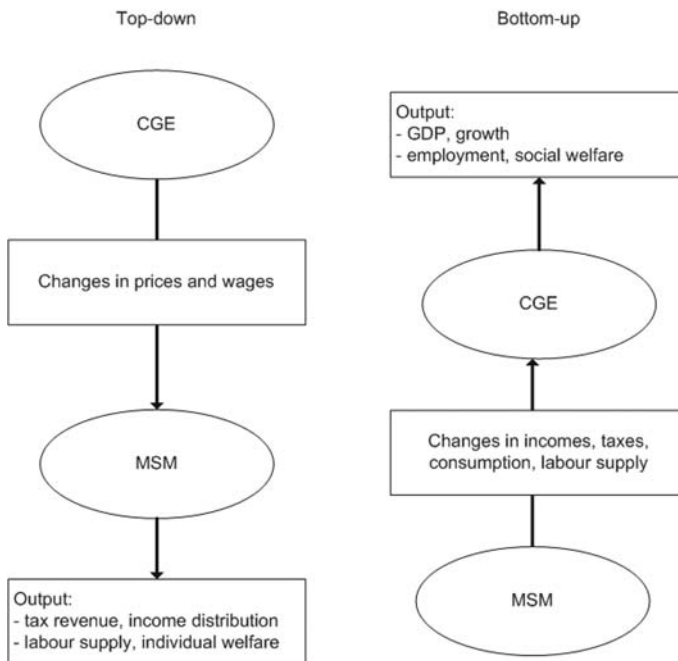 Top-down
CGE
Changes in prices and wages
MSM
Output:
- tax revenue, income distribution
- labour supply, individual welfare
Bottom-up
Output:
- GDP, growth
- employment, social welfare
CGE
Changes in incomes, taxes,
consumption, labour supply
MSM